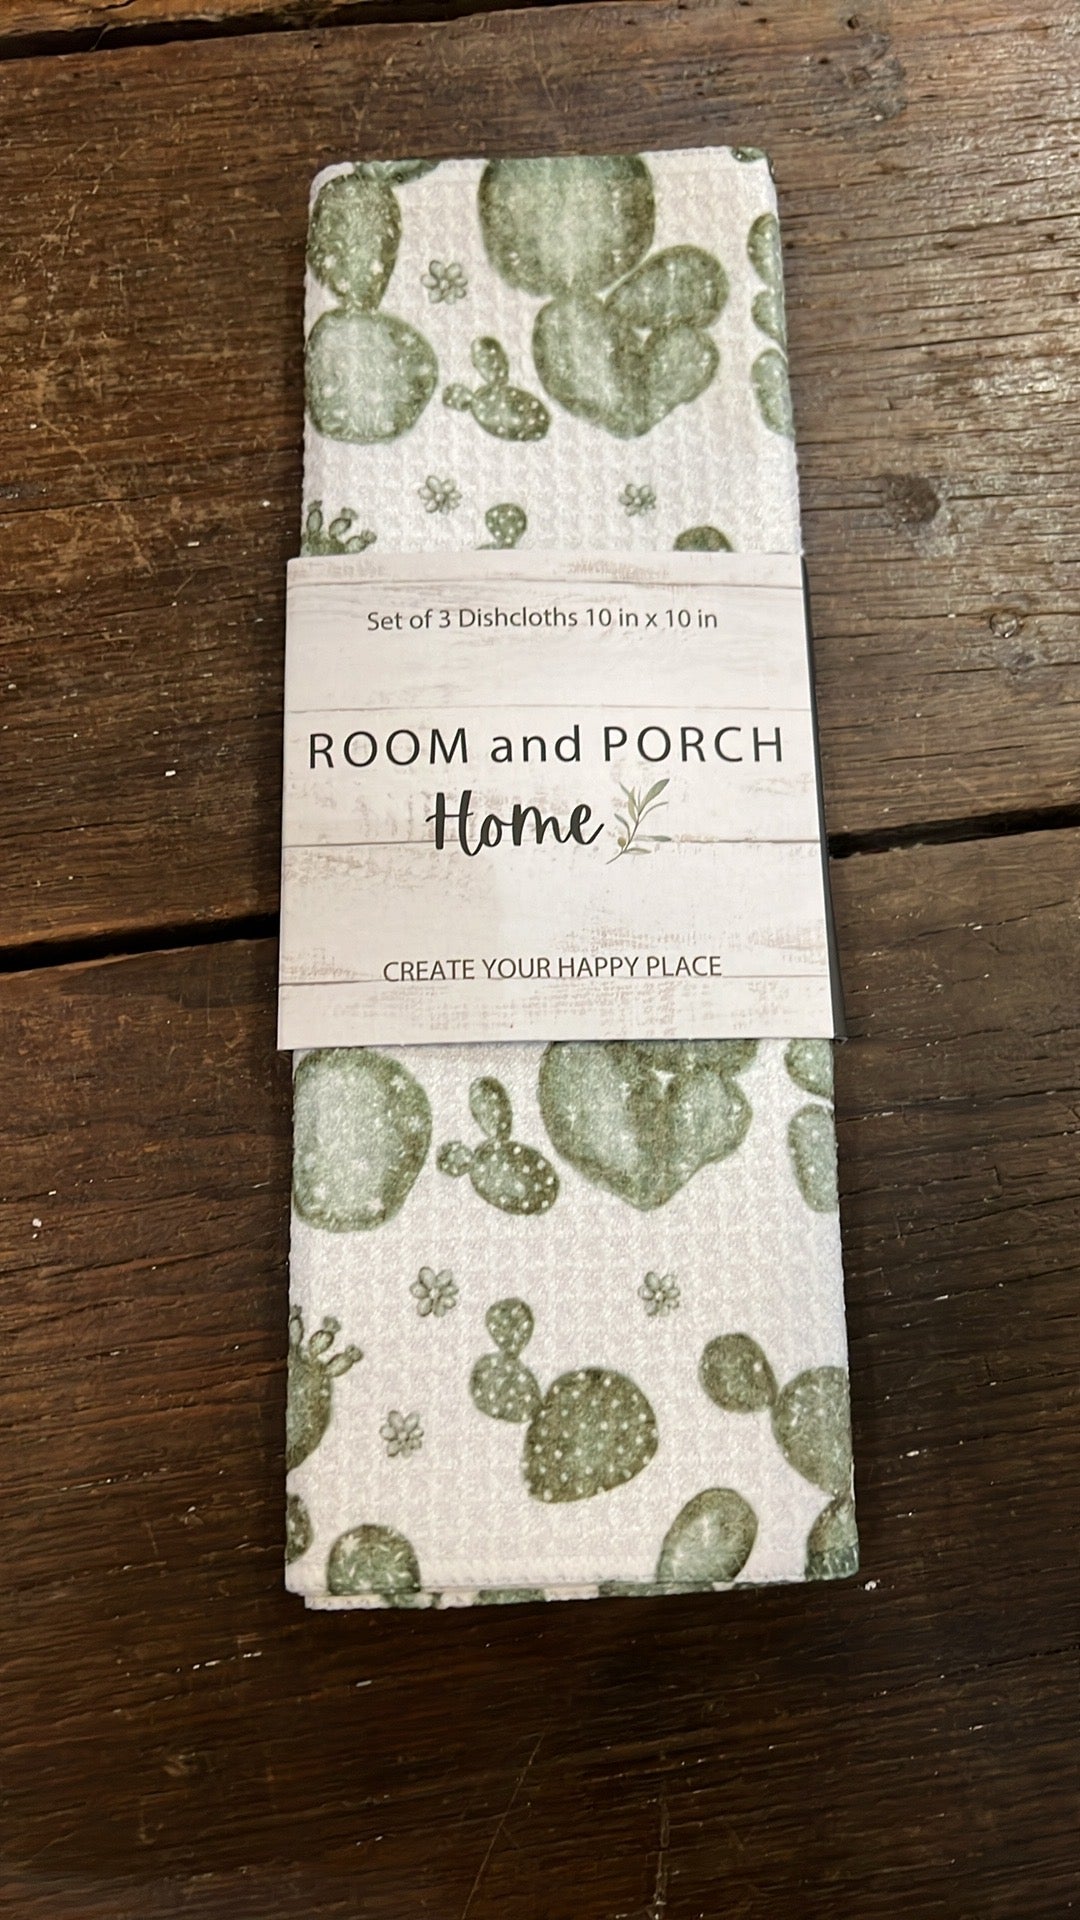 Set of 3 Dishcloths 10 in x 10 in
ROOM and PORCH
Home
CREATE YOUR HAPPY PLACE